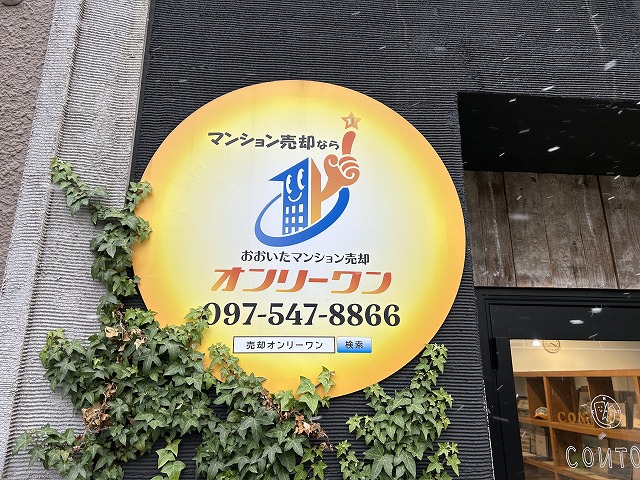 マンション売却なら
1
おおいたマンション売却
オンリーワン
097-547-8866
売却オンリーワン 検索